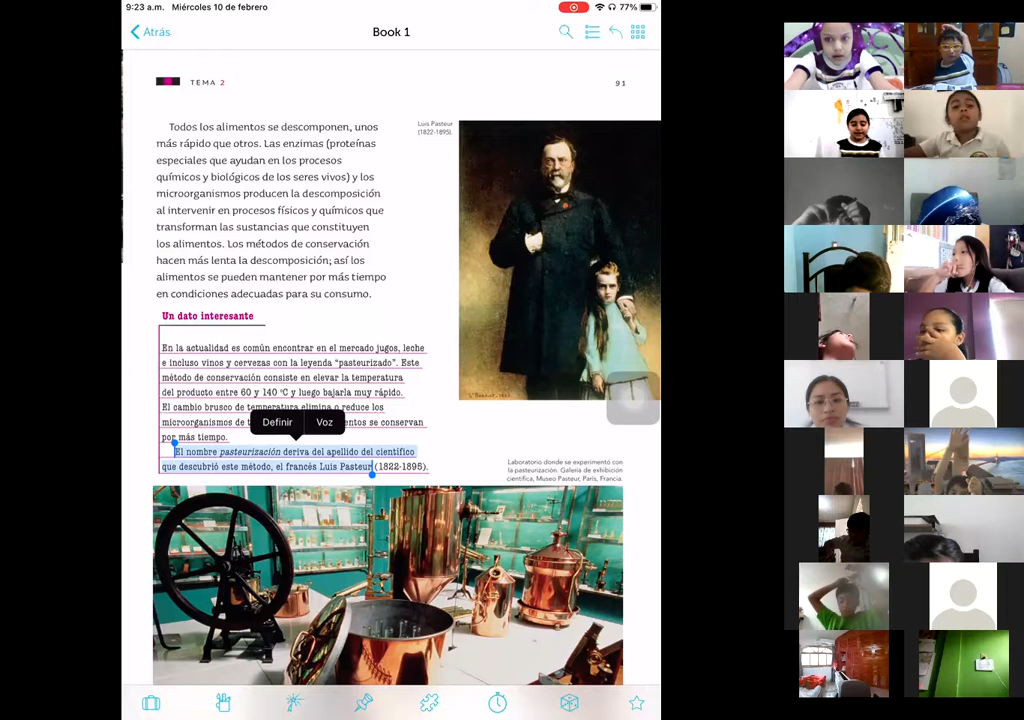 9:23 a.m. Miércoles 10 de febrero
77%
Atrás
Book 1
TEMA 2
91
Todos los alimentos se descomponen, unos
más rápido que otros. Las enzimas (proteínas
especiales que ayudan en los procesos
químicos y biológicos de los seres vivos) y los
microorganismos producen la descomposición
al intervenir en procesos físicos y químicos que
transforman las sustancias que constituyen
los alimentos. Los métodos de conservación
hacen más lenta la descomposición; así los
alimentos se pueden mantener por más tiempo
en condiciones adecuadas para su consumo.
Luis Pasteur
(1822-1895).
Un dato interesante
En la actualidad es común encontrar en el mercado jugos, leche
e incluso vinos y cervezas con la leyenda “pasteurizado”. Este
método de conservación consiste en elevar la temperatura
del producto entre 60 y 140 °C y luego bajarla muy rápido.
El cambio brusco de temperatura elimina o reduce los
microorganismos de se conservan
por más tiempo.
Definir
Voz
El nombre pasteurización deriva del apellido del científico
que descubrió este método, el francés Luis Pasteur (1822-1895).
Laboratorio donde se experimentó con
la pasteurización. Galería de exhibición
científica, Museo Pasteur, París, Francia.